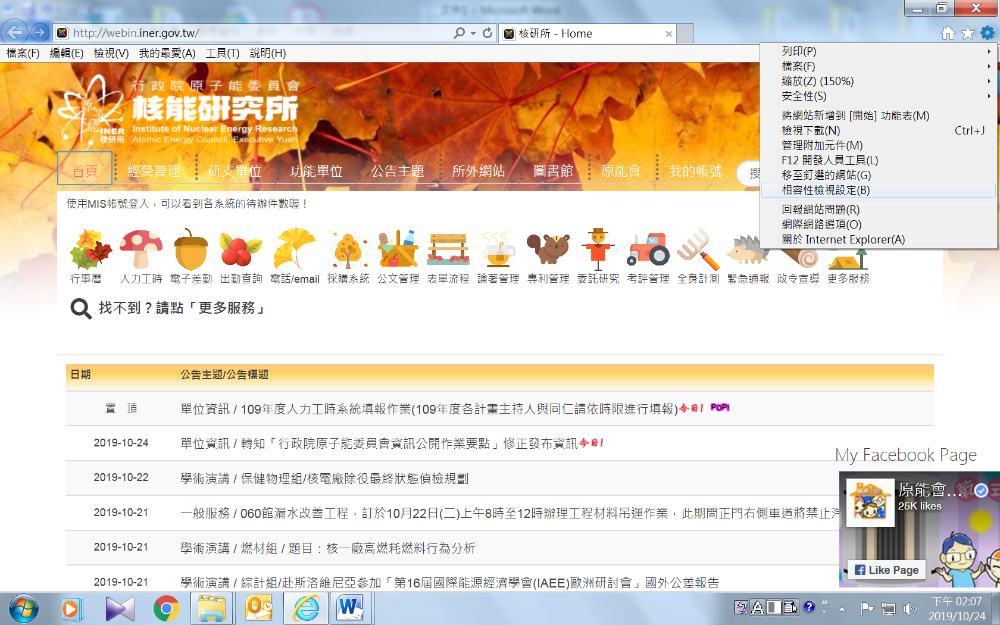 文件1 - Microsoft Word
http://webin.iner.gov.tw/
核研所 - Home
檔案(F) 編輯(E) 檢視(V) 我的最愛(A) 工具(T) 說明(H)
列印(P)
檔案(F)
縮放(Z) (150%)
安全性(S)
將網站新增到 [開始] 功能表(M)
檢視下載(N) Ctrl+J
管理附加元件(M)
F12 開發人員工具(L)
移至釘選的網站(G)
相容性檢視設定(B)
回報網站問題(R)
網際網路選項(O)
關於 Internet Explorer(A)
行政院原子能委員會
核能研究所
Institute of Nuclear Energy Research
Atomic Energy Council, Executive Yuan
原子能
INER
核研所
首頁 經營管理 研支單位 功能單位 公告主題 所外網站 圖書館 原能會 我的帳號 搜
使用MIS帳號登入，可以看到各系統的待辦件數喔！
行事曆 人力工時 電子差勤 出勤查詢 電話/email 採購系統 公文管理 表單流程 論著管理 專利管理 委託研究 考評管理 全身計測 緊急通報 政令宣導 更多服務
找不到？請點「更多服務」
日期 公告主題/公告標題
置 頂 單位資訊 / 109年度人力工時系統填報作業(109年度各計畫主持人與同仁請依時限進行填報)今日! POP!
2019-10-24 單位資訊 / 轉知「行政院原子能委員會資訊公開作業要點」修正發布資訊今日!
2019-10-22 學術演講 / 保健物理組/核電廠除役最終狀態偵檢規劃
2019-10-21 一般服務 / 060館漏水改善工程，訂於10月22日(二)上午8時至12時辦理工程材料吊運作業，此期間正門右側車道將禁止汽
2019-10-21 學術演講 / 燃材組 / 題目：核一廠高燃耗燃料行為分析
2019-10-21 學術演講 / 綜計組/赴斯洛維尼亞參加「第16屆國際能源經濟學會(IAEE)歐洲研討會」國外公差報告
My Facebook Page
原能會...
25K likes
Like Page
下午 02:07
2019/10/24